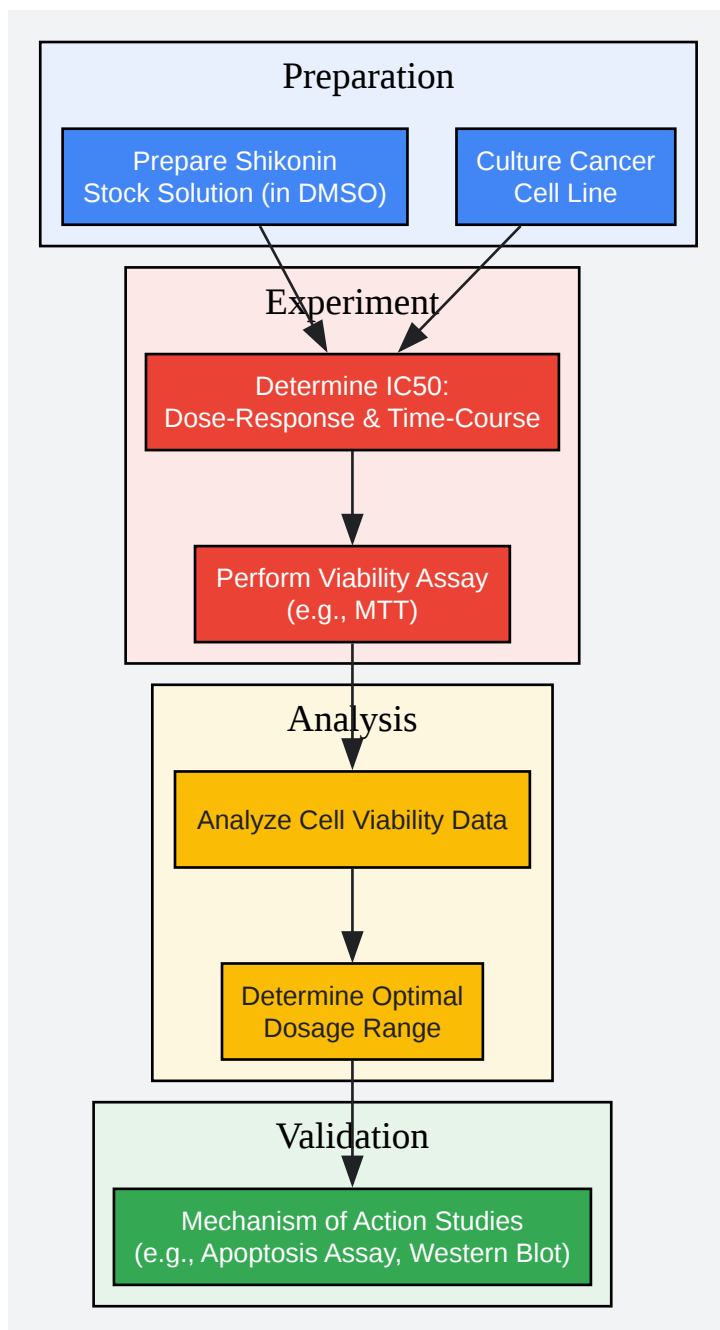 Preparation
Prepare Shikonin
Stock Solution (in DMSO)
Culture Cancer
Cell Line
Experiment
Determine IC50:
Dose-Response & Time-Course
Perform Viability Assay
(e.g., MTT)
Analysis
Analyze Cell Viability Data
Determine Optimal
Dosage Range
Validation
Mechanism of Action Studies
(e.g., Apoptosis Assay, Western Blot)